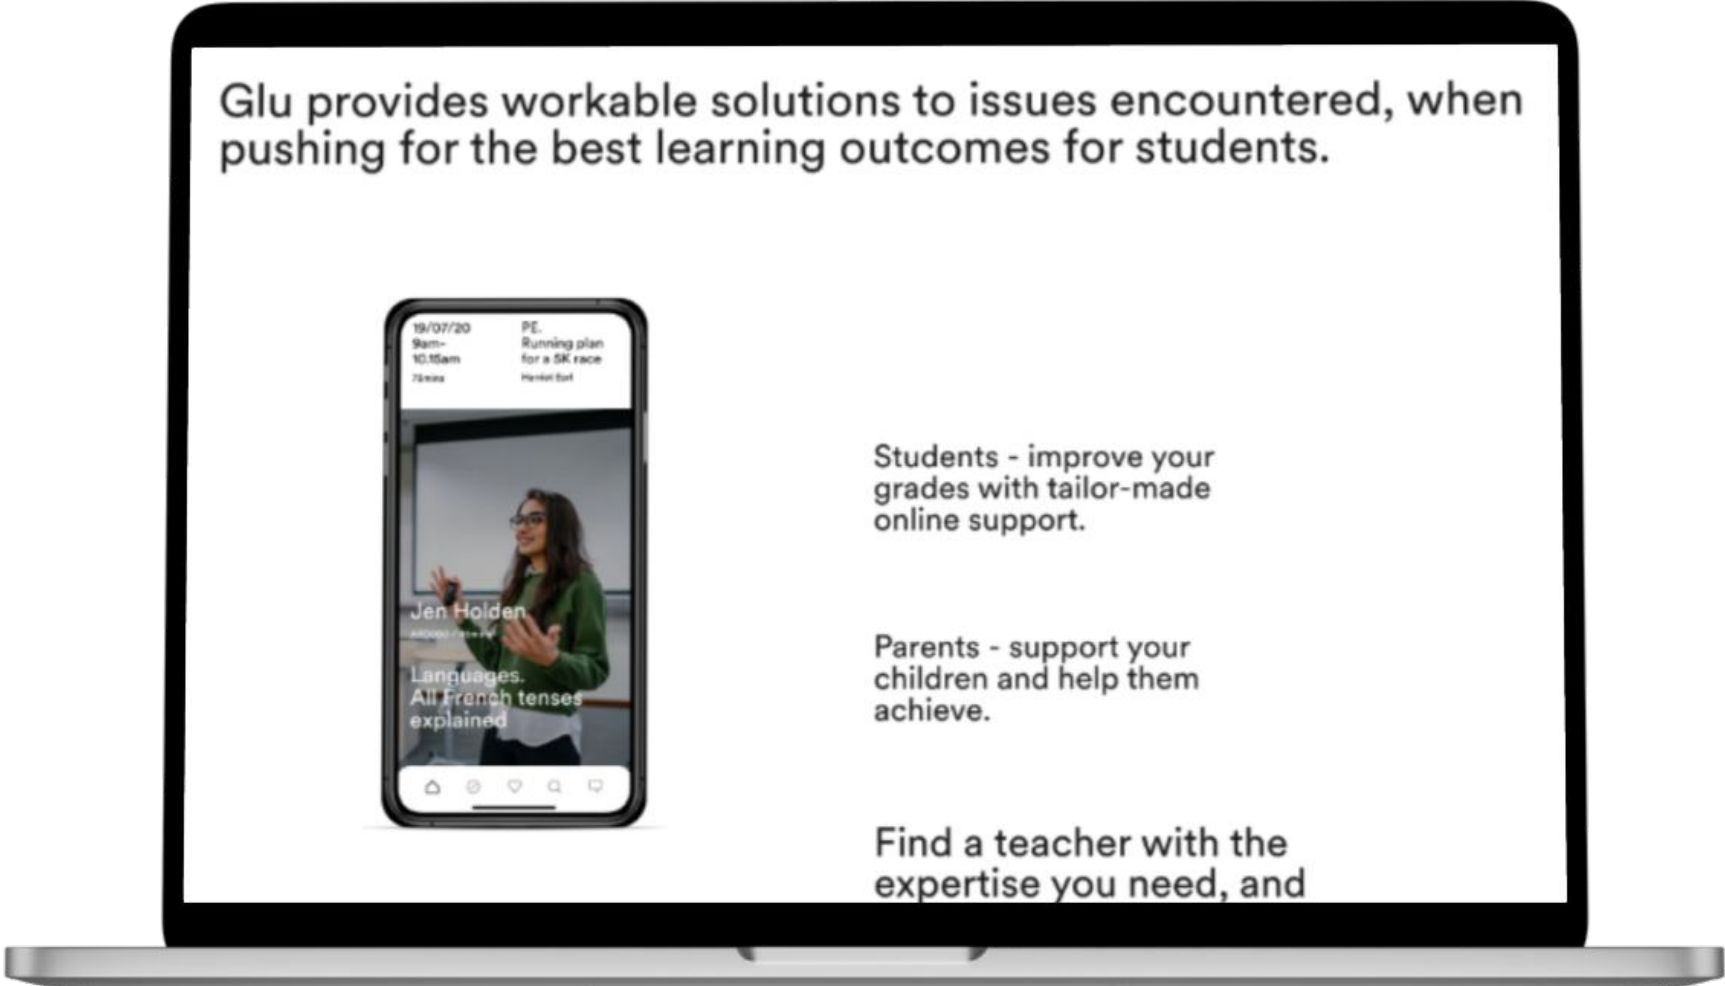 Glu provides workable solutions to issues encountered, when
pushing for the best learning outcomes for students.
19/07/20
9am-
10.15am
75mins
PE.
Running plan
for a 5K race
Harriet Earl
Jen Holden
Languages.
All French tenses
explained
Students - improve your
grades with tailor-made
online support.
Parents - support your
children and help them
achieve.
Find a teacher with the
expertise you need, and